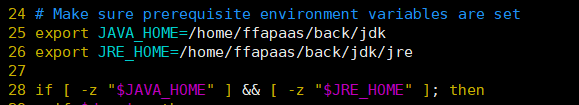 24 # Make sure prerequisite environment variables are set
25 export JAVA_HOME=/home/ffapaas/back/jdk
26 export JRE_HOME=/home/ffapaas/back/jdk/jre
27
28 if [ -z "$JAVA_HOME" ] && [ -z "$JRE_HOME" ]; then